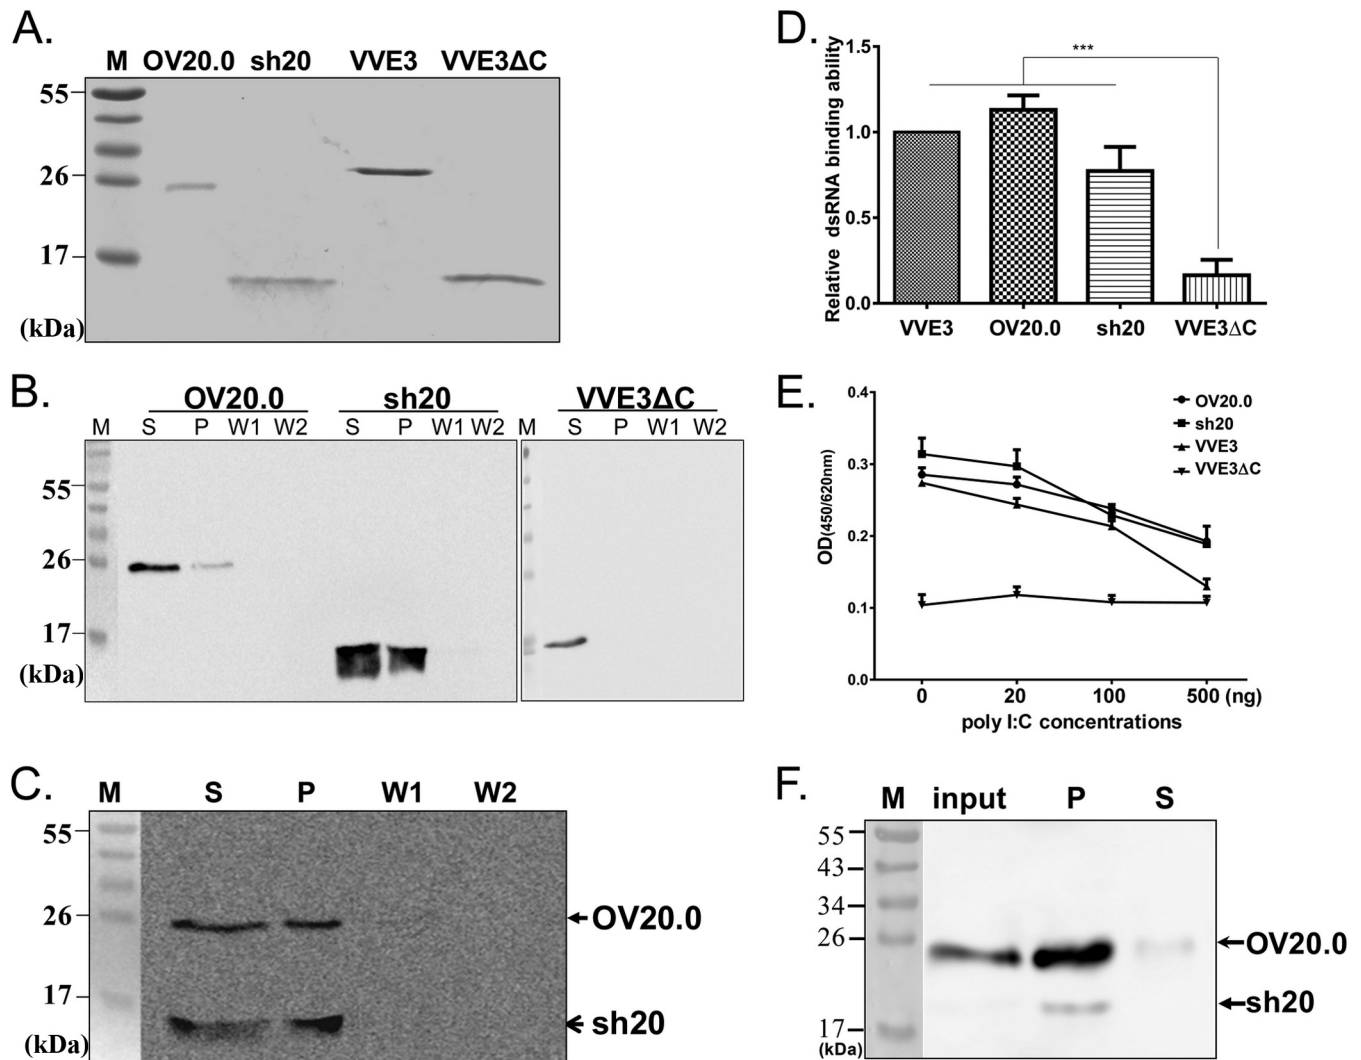 A.
M OV20.0 sh20 VVE3 VVE3ΔC
55
26
17
(kDa)
B.
OV20.0 sh20 VVE3ΔC
M S P W1 W2 S P W1 W2 M S P W1 W2
55
26
17
(kDa)
C.
M S P W1 W2
55
26
17
(kDa)
OV20.0
sh20
D.
Relative dsRNA binding ability
1.5
1.0
0.5
0.0
***
VVE3 OV20.0 sh20 VVE3ΔC
E.
OD(450/620nm)
0.4
0.3
0.2
0.1
0.0
OV20.0
sh20
VVE3
VVE3ΔC
0 20 100 500 (ng)
poly I:C concentrations
F.
M input P S
55
43
34
26
17
(kDa)
OV20.0
sh20